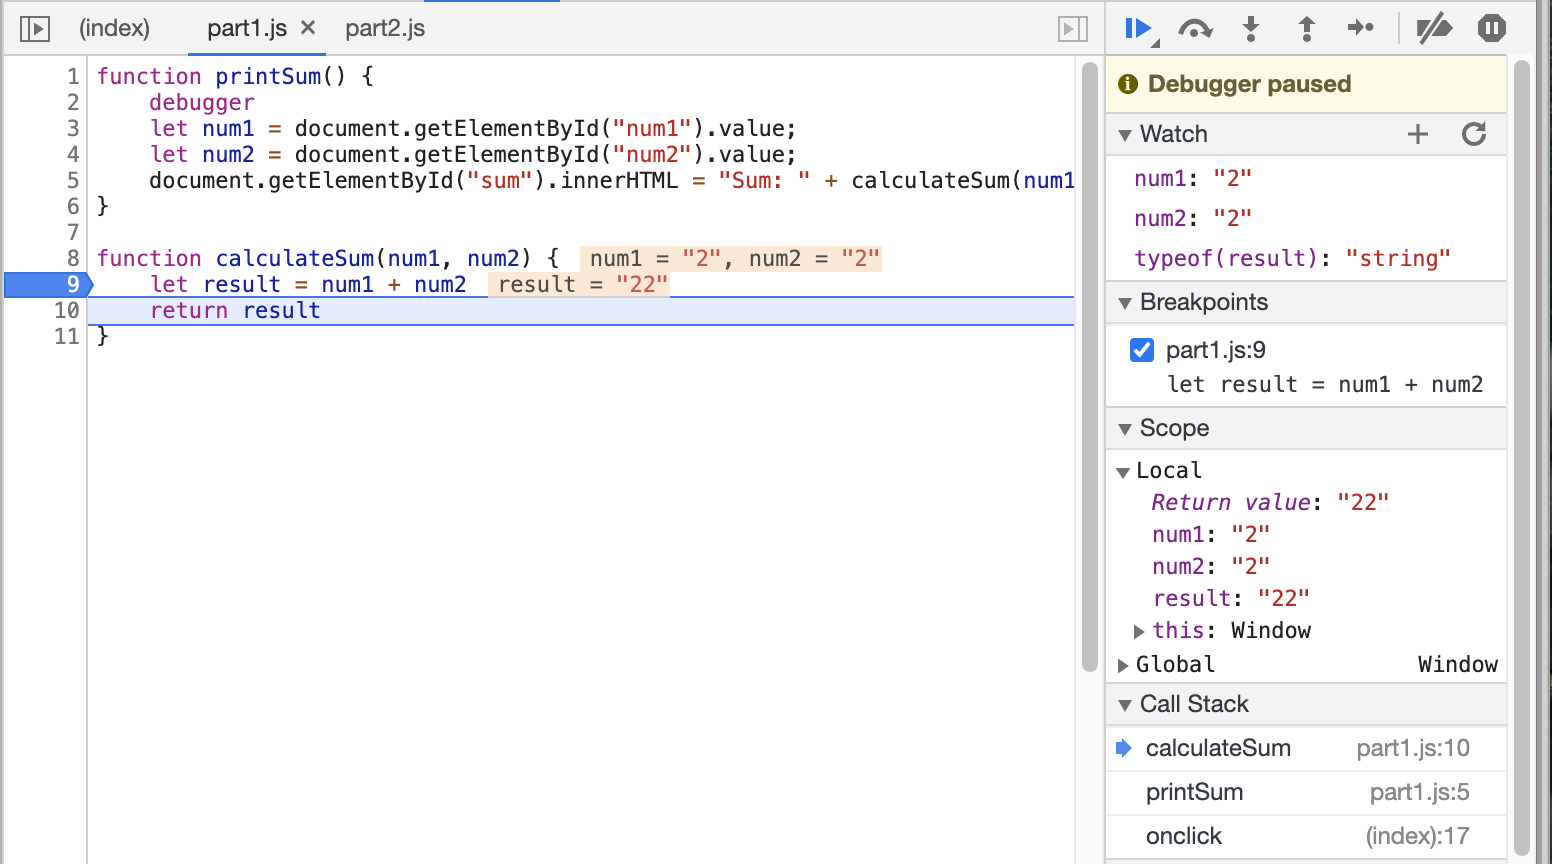 (index) part1.js × part2.js
1 function printSum() {
2 debugger
3 let num1 = document.getElementById("num1").value;
4 let num2 = document.getElementById("num2").value;
5 document.getElementById("sum").innerHTML = "Sum: " + calculateSum(num1
6 }
7
8 function calculateSum(num1, num2) { num1 = "2", num2 = "2"
9 let result = num1 + num2 result = "22"
10 return result
11 }
Debugger paused
Watch
num1: "2"
num2: "2"
typeof(result): "string"
Breakpoints
part1.js:9
let result = num1 + num2
Scope
Local
Return value: "22"
num1: "2"
num2: "2"
result: "22"
this: Window
Global Window
Call Stack
calculateSum part1.js:10
printSum part1.js:5
onclick (index):17